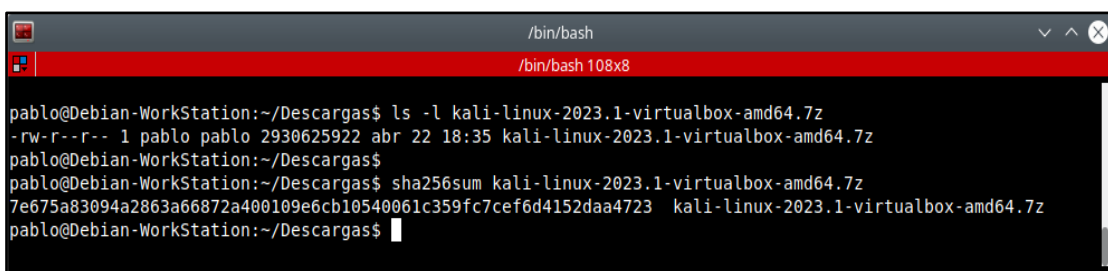 /bin/bash
/bin/bash 108x8
pablo@Debian-WorkStation:~/Descargas$ ls -l kali-linux-2023.1-virtualbox-amd64.7z
-rw-r--r-- 1 pablo pablo 2930625922 abr 22 18:35 kali-linux-2023.1-virtualbox-amd64.7z
pablo@Debian-WorkStation:~/Descargas$
pablo@Debian-WorkStation:~/Descargas$ sha256sum kali-linux-2023.1-virtualbox-amd64.7z
7e675a83094a2863a66872a400109e6cb10540061c359fc7cef6d4152daa4723  kali-linux-2023.1-virtualbox-amd64.7z
pablo@Debian-WorkStation:~/Descargas$